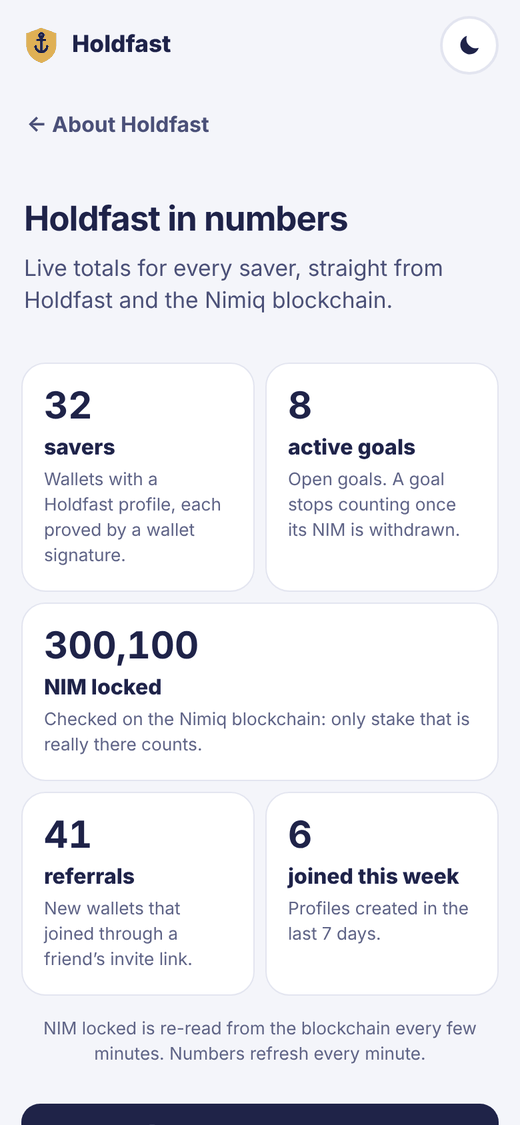 Holdfast
← About Holdfast
Holdfast in numbers
Live totals for every saver, straight from
Holdfast and the Nimiq blockchain.
32
savers
Wallets with a
Holdfast profile, each
proved by a wallet
signature.
8
active goals
Open goals. A goal
stops counting once
its NIM is withdrawn.
300,100
NIM locked
Checked on the Nimiq blockchain: only stake that is
really there counts.
41
referrals
New wallets that
joined through a
friend’s invite link.
6
joined this week
Profiles created in the
last 7 days.
NIM locked is re-read from the blockchain every few
minutes. Numbers refresh every minute.